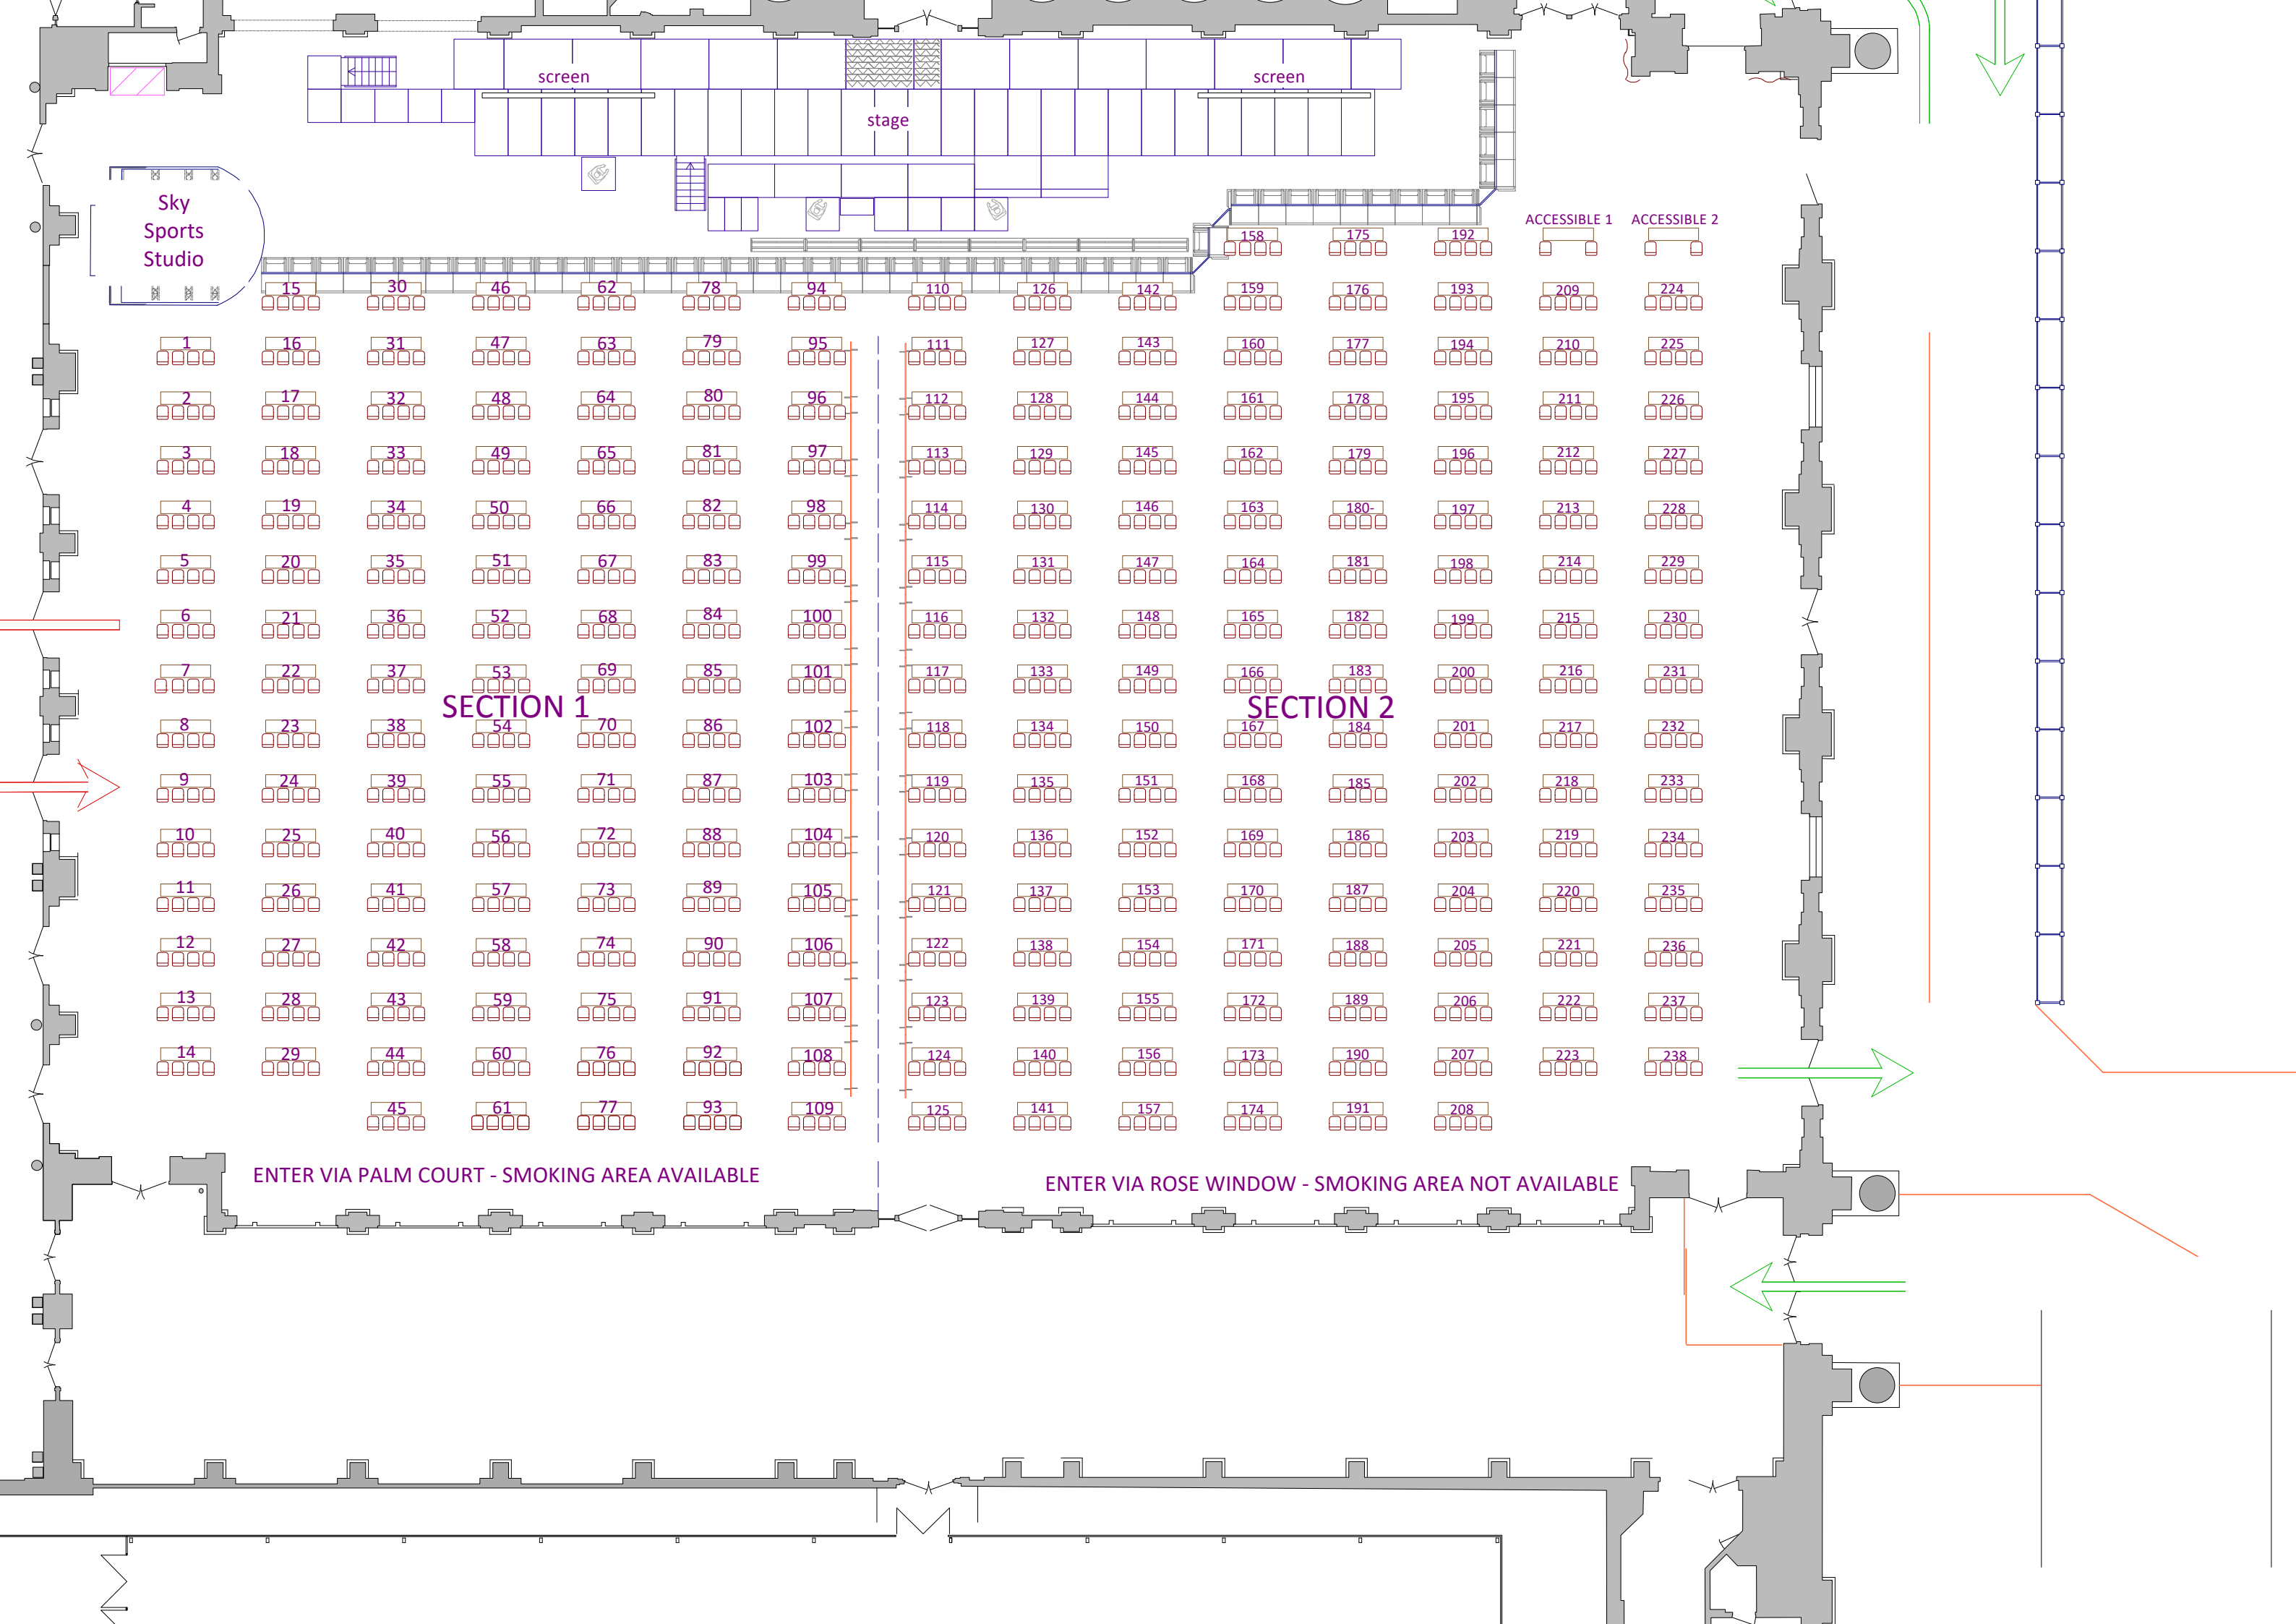 screen
screen
stage
Sky
Sports
Studio
ACCESSIBLE 1 ACCESSIBLE 2
158 175 192
15 30 46 62 78 94 110 126 142 159 176 193 209 224
1 16 31 47 63 79 95 111 127 143 160 177 194 210 225
2 17 32 48 64 80 96 112 128 144 161 178 195 211 226
3 18 33 49 65 81 97 113 129 145 162 179 196 212 227
4 19 34 50 66 82 98 114 130 146 163 180- 197 213 228
5 20 35 51 67 83 99 115 131 147 164 181 198 214 229
6 21 36 52 68 84 100 116 132 148 165 182 199 215 230
7 22 37 53 69 85 101 117 133 149 166 183 200 216 231
SECTION 1 SECTION 2
8 23 38 54 70 86 102 118 134 150 167 184 201 217 232
9 24 39 55 71 87 103 119 135 151 168 185 202 218 233
10 25 40 56 72 88 104 120 136 152 169 186 203 219 234
11 26 41 57 73 89 105 121 137 153 170 187 204 220 235
12 27 42 58 74 90 106 122 138 154 171 188 205 221 236
13 28 43 59 75 91 107 123 139 155 172 189 206 222 237
14 29 44 60 76 92 108 124 140 156 173 190 207 223 238
45 61 77 93 109 125 141 157 174 191 208
ENTER VIA PALM COURT - SMOKING AREA AVAILABLE
ENTER VIA ROSE WINDOW - SMOKING AREA NOT AVAILABLE